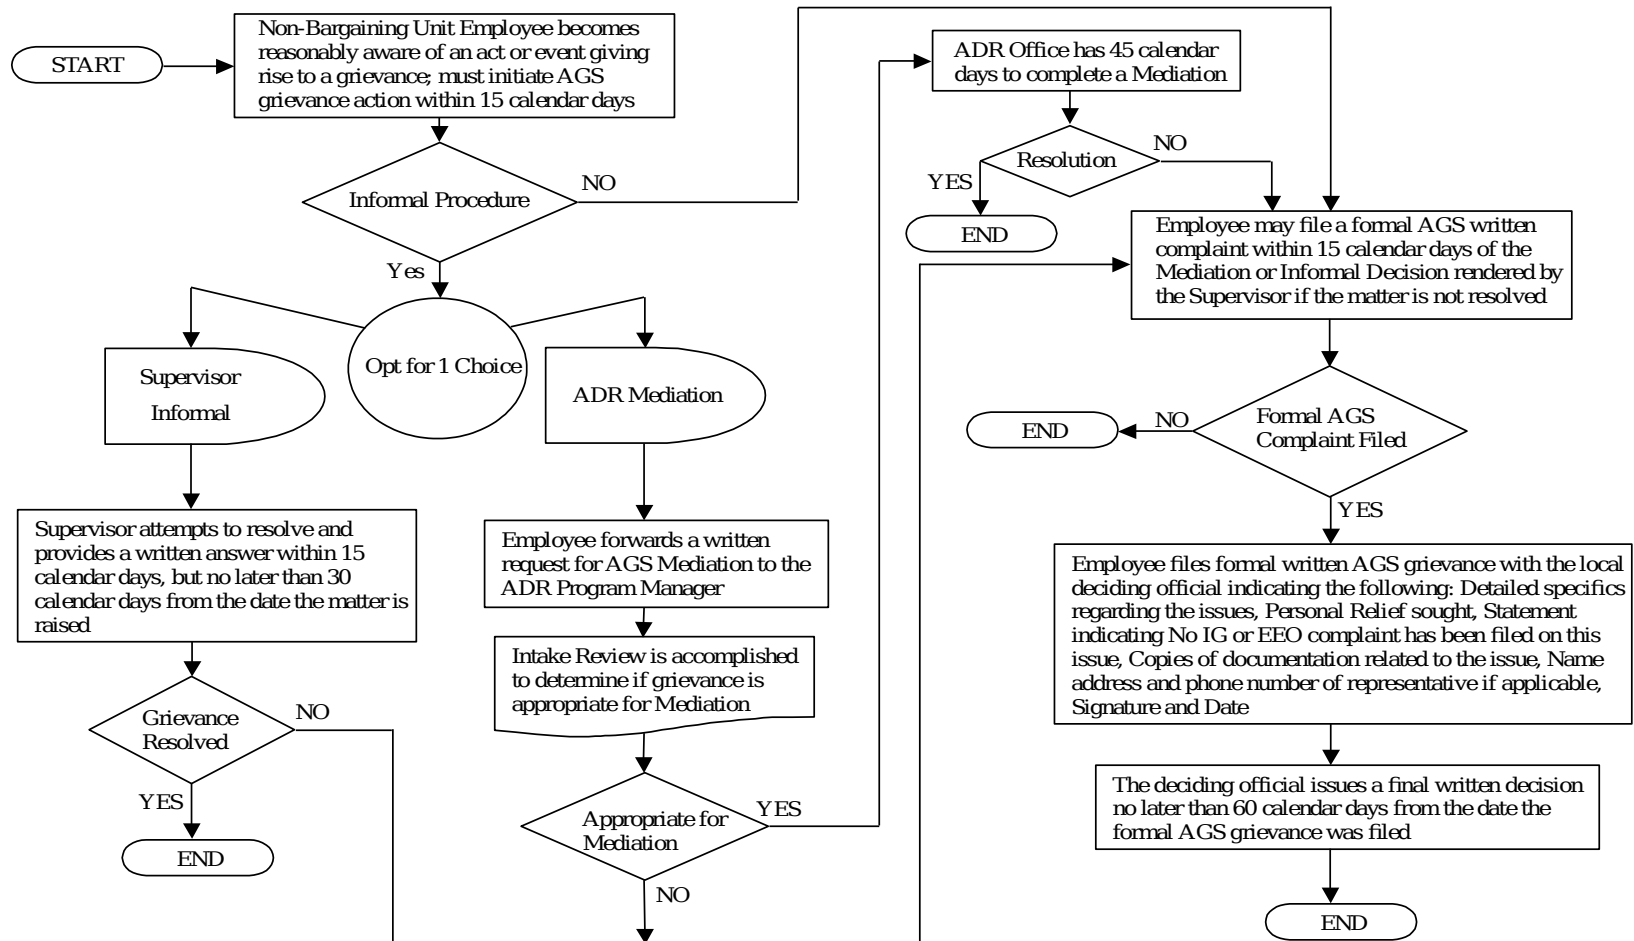 START
Non-Bargaining Unit Employee becomes
reasonably aware of an act or event giving
rise to a grievance; must initiate AGS
grievance action within 15 calendar days
Informal Procedure
NO
Yes
Opt for 1 Choice
Supervisor
Informal
ADR Mediation
Supervisor attempts to resolve and
provides a written answer within 15
calendar days, but no later than 30
calendar days from the date the matter is
raised
Grievance
Resolved
NO
YES
END
Employee forwards a written
request for AGS Mediation to the
ADR Program Manager
Intake Review is accomplished
to determine if grievance is
appropriate for Mediation
Appropriate for
Mediation
YES
NO
ADR Office has 45 calendar
days to complete a Mediation
Resolution
NO
YES
END
Employee may file a formal AGS written
complaint within 15 calendar days of the
Mediation or Informal Decision rendered by
the Supervisor if the matter is not resolved
Formal AGS
Complaint Filed
NO
END
YES
Employee files formal written AGS grievance with the local
deciding official indicating the following: Detailed specifics
regarding the issues, Personal Relief sought, Statement
indicating No IG or EEO complaint has been filed on this
issue, Copies of documentation related to the issue, Name
address and phone number of representative if applicable,
Signature and Date
The deciding official issues a final written decision
no later than 60 calendar days from the date the
formal AGS grievance was filed
END